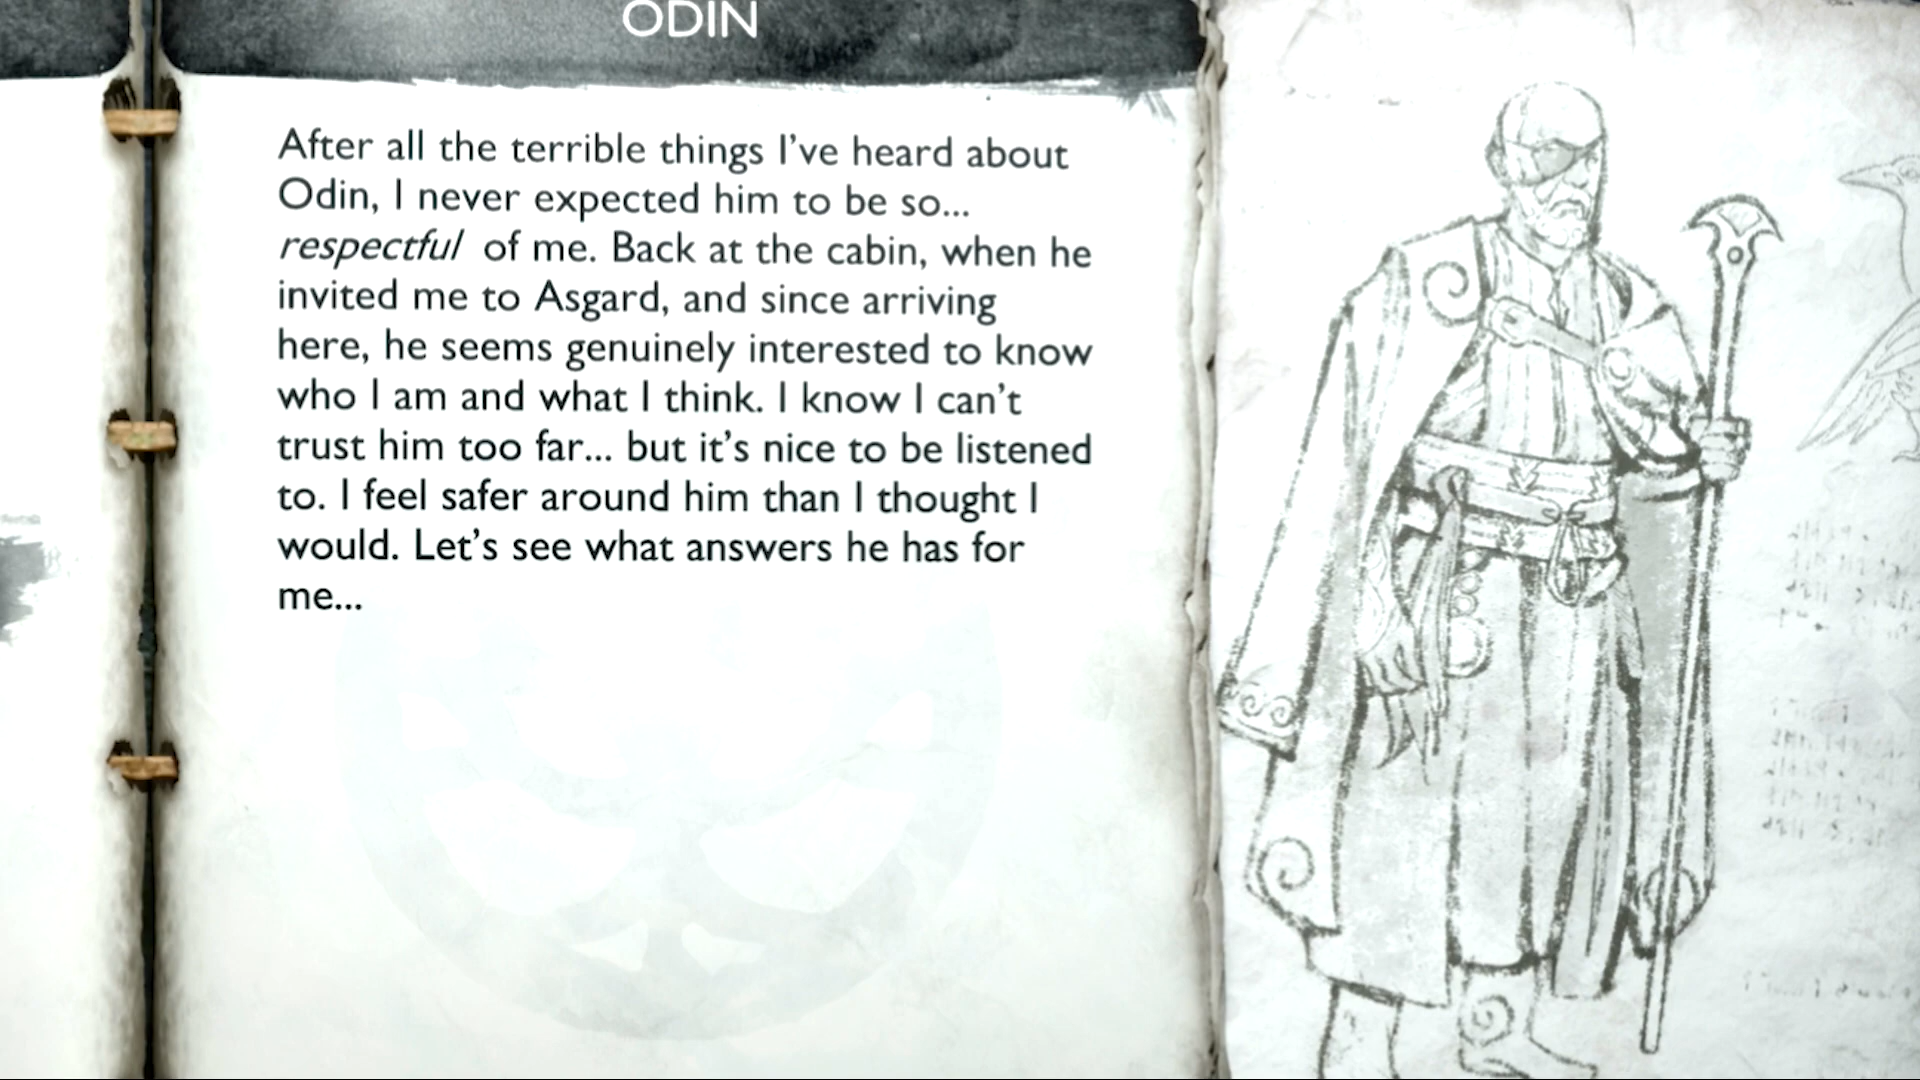 ODIN
After all the terrible things I've heard about
Odin, I never expected him to be so...
respectful of me. Back at the cabin, when he
invited me to Asgard, and since arriving
here, he seems genuinely interested to know
who I am and what I think. I know I can't
trust him too far... but it's nice to be listened
to. I feel safer around him than I thought I
would. Let's see what answers he has for
me...